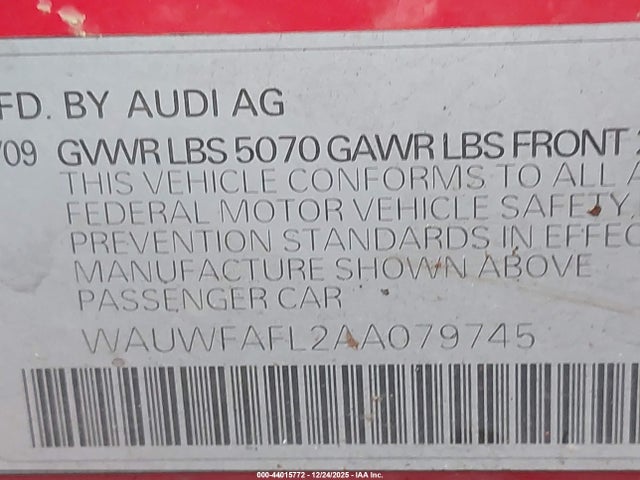 FD. BY AUDI AG
/09 GVWR LBS 5070 GAWR LBS FRONT
THIS VEHICLE CONFORMS TO ALL A
FEDERAL MOTOR VEHICLE SAFETY,
PREVENTION STANDARDS IN EFFEC
MANUFACTURE SHOWN ABOVE
PASSENGER CAR
WAUWFAFL2AA079745
000-44015772 - 12/24/2025 - IAA Inc.